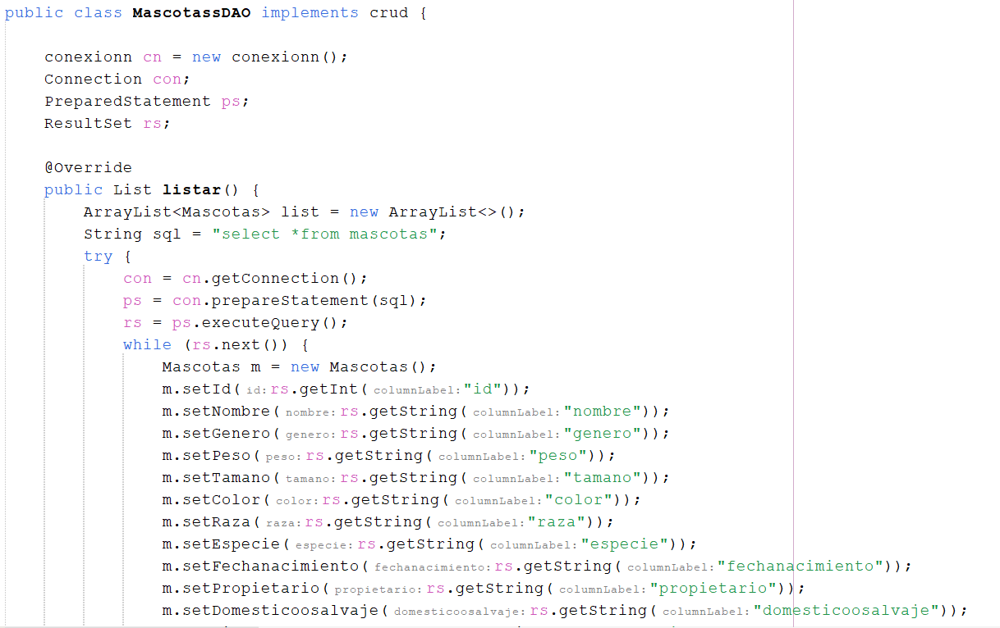 public class MascotassDAO implements crud {
conexionn cn = new conexionn();
Connection con;
PreparedStatement ps;
ResultSet rs;
@Override
public List listar() {
ArrayList<Mascotas> list = new ArrayList<>();
String sql = "select *from mascotas";
try {
con = cn.getConnection();
ps = con.prepareStatement(sql);
rs = ps.executeQuery();
while (rs.next()) {
Mascotas m = new Mascotas();
m.setId( id: rs.getInt( columnLabel: "id"));
m.setNombre( nombre: rs.getString( columnLabel: "nombre"));
m.setGenero( genero: rs.getString( columnLabel: "genero"));
m.setPeso( peso: rs.getString( columnLabel: "peso"));
m.setTamano( tamano: rs.getString( columnLabel: "tamano"));
m.setColor( color: rs.getString( columnLabel: "color"));
m.setRaza( raza: rs.getString( columnLabel: "raza"));
m.setEspecie( especie: rs.getString( columnLabel: "especie"));
m.setFechanacimiento( fechanacimiento: rs.getString( columnLabel: "fechanacimiento"));
m.setPropietario( propietario: rs.getString( columnLabel: "propietario"));
m.setDomesticoosalvaje( domesticoosalvaje: rs.getString( columnLabel: "domesticoosalvaje"));